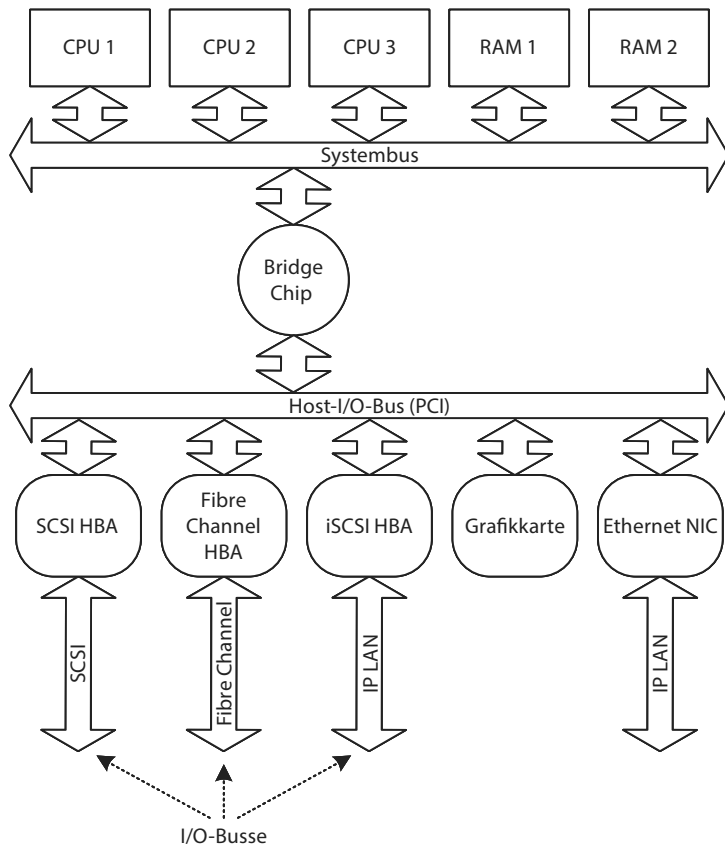 CPU 1
CPU 2
CPU 3
RAM 1
RAM 2
Systembus
Bridge
Chip
Host-I/O-Bus (PCI)
SCSI HBA
Fibre
Channel
HBA
iSCSI HBA
Grafikkarte
Ethernet NIC
SCSI
Fibre Channel
IP LAN
IP LAN
I/O-Busse